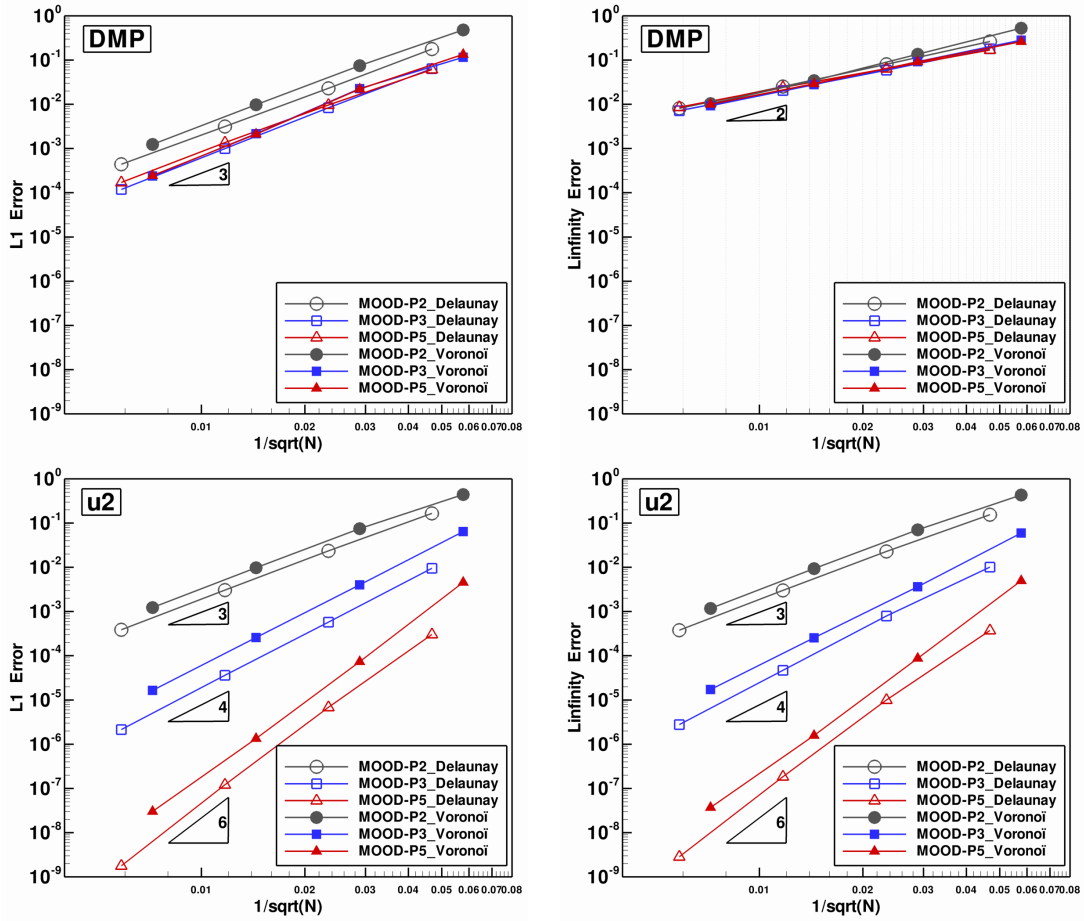 DMP
10^0
10^-1
10^-2
10^-3
10^-4
10^-5
10^-6
10^-7
10^-8
10^-9
L1 Error
3
MOOD-P2_Delaunay
MOOD-P3_Delaunay
MOOD-P5_Delaunay
MOOD-P2_Voronoï
MOOD-P3_Voronoï
MOOD-P5_Voronoï
0.01 0.02 0.03 0.04 0.05 0.06 0.07 0.08
1/sqrt(N)
DMP
10^0
10^-1
10^-2
10^-3
10^-4
10^-5
10^-6
10^-7
10^-8
10^-9
Linfinity Error
2
MOOD-P2_Delaunay
MOOD-P3_Delaunay
MOOD-P5_Delaunay
MOOD-P2_Voronoï
MOOD-P3_Voronoï
MOOD-P5_Voronoï
0.01 0.02 0.03 0.04 0.05 0.06 0.07 0.08
1/sqrt(N)
u2
10^0
10^-1
10^-2
10^-3
10^-4
10^-5
10^-6
10^-7
10^-8
10^-9
L1 Error
3
4
6
MOOD-P2_Delaunay
MOOD-P3_Delaunay
MOOD-P5_Delaunay
MOOD-P2_Voronoï
MOOD-P3_Voronoï
MOOD-P5_Voronoï
0.01 0.02 0.03 0.04 0.05 0.06 0.07 0.08
1/sqrt(N)
u2
10^0
10^-1
10^-2
10^-3
10^-4
10^-5
10^-6
10^-7
10^-8
10^-9
Linfinity Error
3
4
6
MOOD-P2_Delaunay
MOOD-P3_Delaunay
MOOD-P5_Delaunay
MOOD-P2_Voronoï
MOOD-P3_Voronoï
MOOD-P5_Voronoï
0.01 0.02 0.03 0.04 0.05 0.06 0.07 0.08
1/sqrt(N)